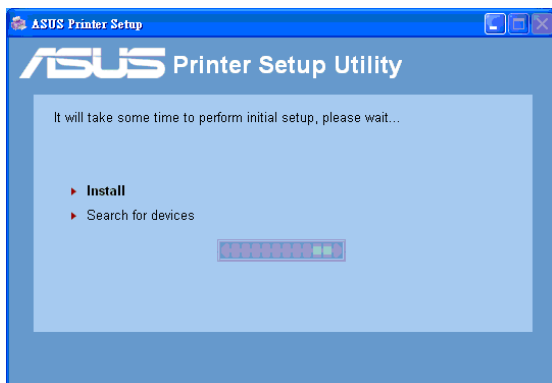 ASUS Printer Setup
ASUS Printer Setup Utility
It will take some time to perform initial setup, please wait...
Install
Search for devices